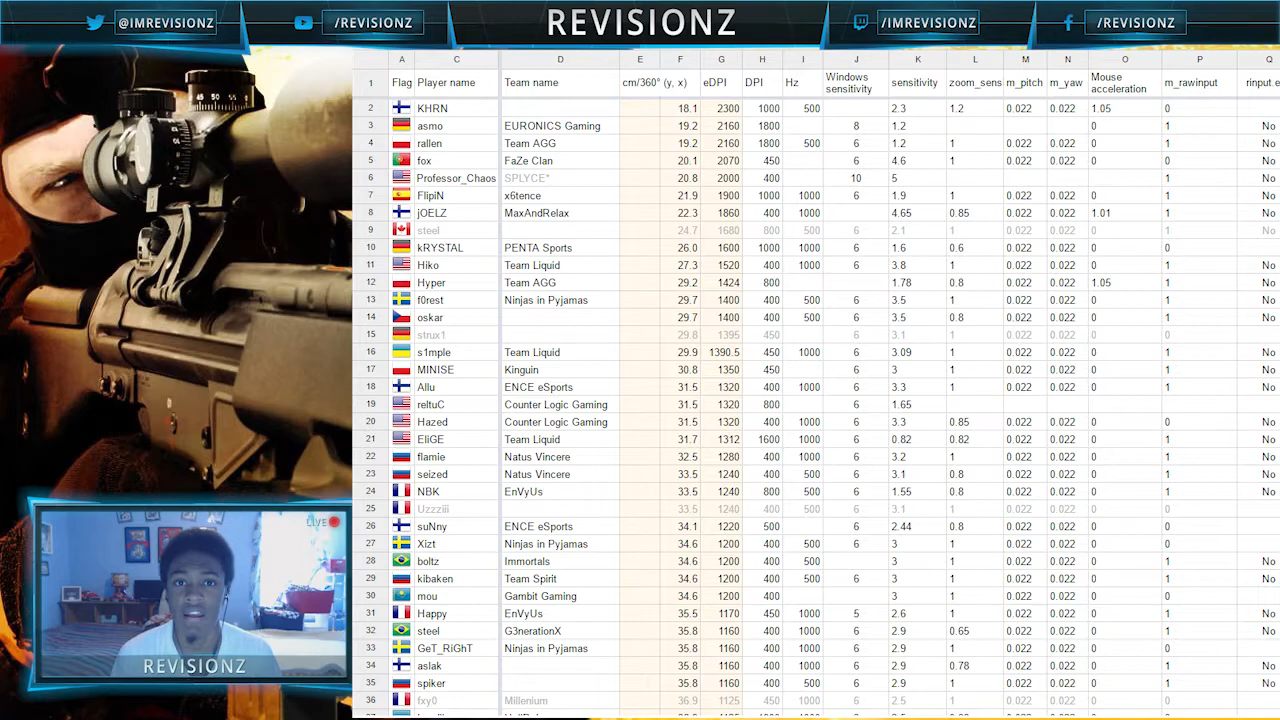 @IMREVISIONZ /REVISIONZ REVISIONZ /IMREVISIONZ /REVISIONZ
A C D E F G H I J K L M N O P Q
1 Flag Player name Team name cm/360° (y, x) eDPI DPI Hz Windows sensitivity sensitivity zoom_sens m_pitch m_yaw Mouse acceleration m_rawinput
2 KHRN 18.1 2300 1000 500 2.3 1.2 0.022 0.022 0
3 asmo EURONICS Gaming 19.2 2160 1800 8 1.2 1 No
4 rallen Team AGG 19.2 2160 1800 500 6 1.2 1 0.022 0.022 0 1 No
5 fox FaZe Clan 20.1 2070 450 6 4.6 1 0.022 0.022 0 0 No
6 Professor_Chaos SPLYCE* 20.8 2000 400 10 5 1 No
7 FlipiN x6tence 21.9 1900 1000 1000 6 1.9 1 0.022 0.022 0 1 No
8 jOELZ MaxAndRelax 22.3 1860 400 1000 4.65 0.85 0.022 0.022 1 No
9 steel 24.7 1680 800 500 6 2.1 1 0.022 0.022 0 1 No
10 kRYSTAL PENTA Sports 26.0 1600 1000 1000 6 1.6 0.6 0.022 0.022 0 0
11 Hiko Team Liquid 27.3 1520 400 1000 6 3.8 1 0.022 0.022 0 1 No
12 Hyper Team AGG 29.2 1424 800 6 1.78 0.8 0.022 0.022 1 No
13 f0rest Ninjas in Pyjamas 29.7 1400 400 500 6 3.5 1 0.022 0.022 0 1 No
14 oskar 29.7 1400 400 500 6 3.5 0.8 0.022 0.022 0 1 No
15 strux1 29.8 1395 450 6 3.1 1 0.022 0.022 0 0
16 s1mple Team Liquid 29.9 1390.5 450 1000 6 3.09 1 0.022 0.022 0 1 No
17 MINISE Kinguin 30.8 1350 450 3 1 0.022 0.022 0 1 No
18 Allu ENCE eSports 31.5 1320 400 1000 6 3.3 1 0.022 0.022 0 1 No
19 reltuC Counter Logic Gaming 31.5 1320 800 6 1.65
20 Hazed Counter Logic Gaming 31.5 1320 400 1000 6 3.3 0.85 0.022 0.022 0 0 No
21 EliGE Team Liquid 31.7 1312 1600 1000 6 0.82 0.82 0.022 0.022 0 1 No
22 flamie Natus Vincere 32.5 1280 400 1000 6 3.2 1 0.022 0.022 0 1
23 seized Natus Vincere 33.5 1240 400 500 6 3.1 0.8 0.022 0.022 0 1 No
24 NBK EnVyUs 33.5 1240 800 500 6 1.55 0.8 0.022 0.022 0 1 No
25 Uzzziii 33.5 1240 400 500 3.1 1 0.022 0.022 0 0
26 suNny ENCE eSports 34.1 1220 500 6 2.44 0.8 0.022 0.022 0 0
27 Xizt Ninjas in Pyjamas 34.6 1200 400 500 6 3 1 0.022 0.022 0 0
28 boltz Immortals 34.6 1200 400 500 3 1 0.022 0.022 0 1 No
29 kibaken Team Spirit 34.6 1200 400 500 6 3 1 0.022 0.022 0 1 No
30 mou Gambit Gaming 34.6 1200 400 3 1 0.022 0.022 0 0
31 Happy EnVyUs 35.5 1170 450 1000 5 2.6 1 0.022 0.022 0 1 No
32 steel G3nerationX 35.8 1160 400 1000 6 2.9 0.65 0.022 0.022 0 1 No
33 GeT_RiGhT Ninjas in Pyjamas 35.8 1160 400 1000 6 2.9 1 0.022 0.022 0 0
34 aslak 35.8 1160 400 1000 6 2.9 0.78 0.022 0.022 0 1
35 spiker 35.8 1160 400 500 6 2.9 1 0.022 0.022 0 1 No
36 fxy0 Millenium 36.9 1125 450 500 6 2.5 1 0.022 0.022 0 0
45 50 55
LIVE
REVISIONZ